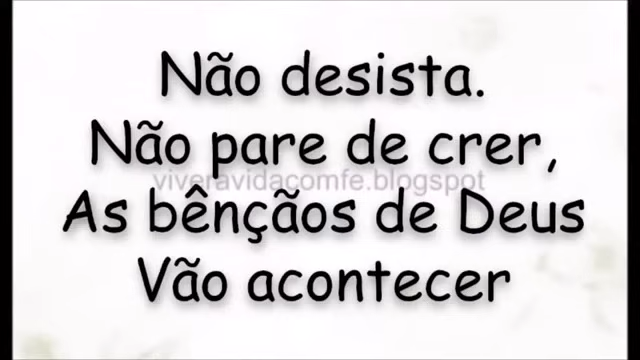 Não desista.
Não pare de crer,
viveravidacomfe.blogspot
As bênçãos de Deus
Vão acontecer